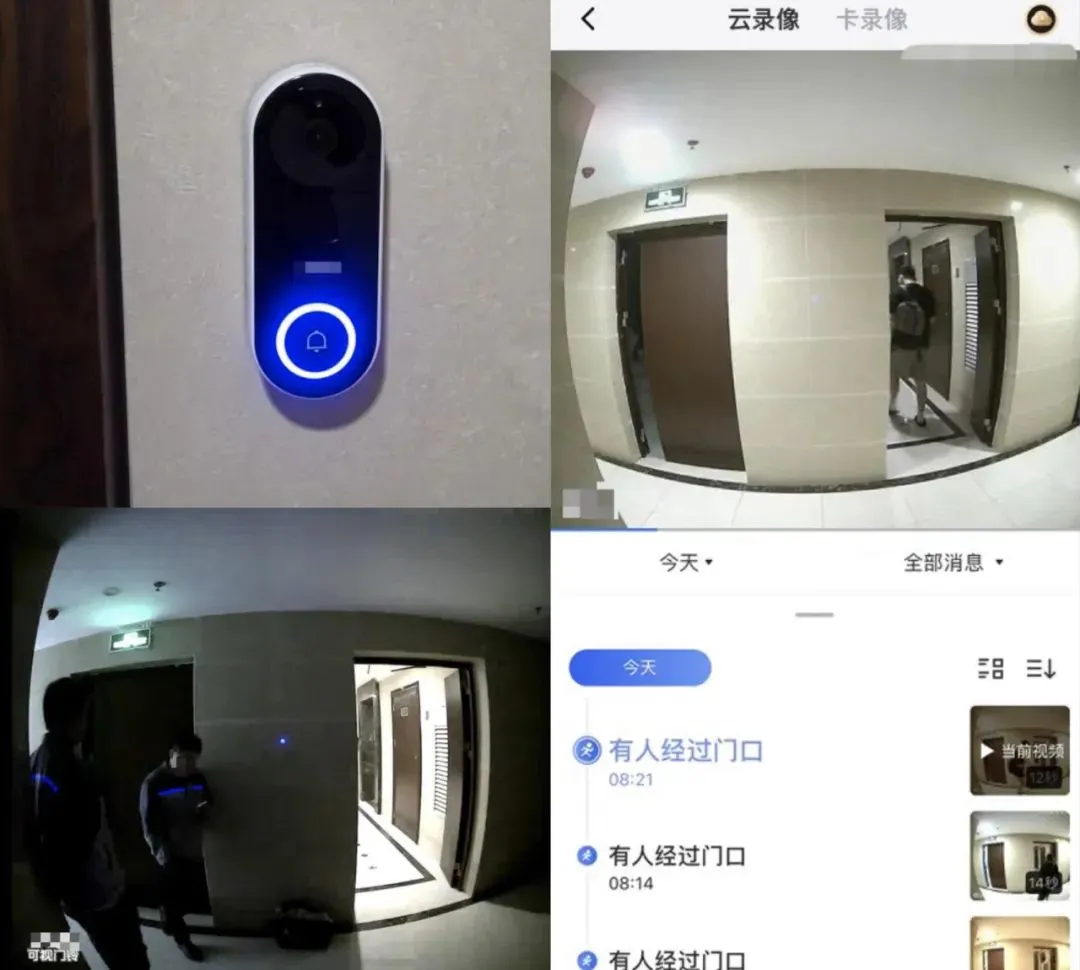 云录像 卡录像
今天 全部消息
今天
有人经过门口
08:21
当前视频
12秒
有人经过门口
08:14
14秒
有人经过门口
可视门铃